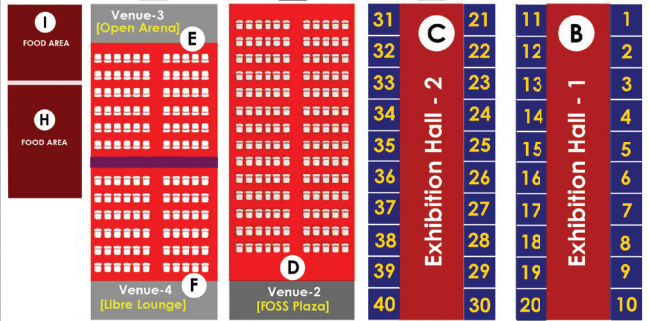 I
FOOD AREA
H
FOOD AREA
Venue-3
[Open Arena]
E
F
Venue-4
[Libre Lounge]
D
Venue-2
[FOSS Plaza]
31
32
33
34
35
36
37
38
39
40
C
Exhibition Hall - 2
21
22
23
24
25
26
27
28
29
30
11
12
13
14
15
16
17
18
19
20
B
Exhibition Hall - 1
1
2
3
4
5
6
7
8
9
10